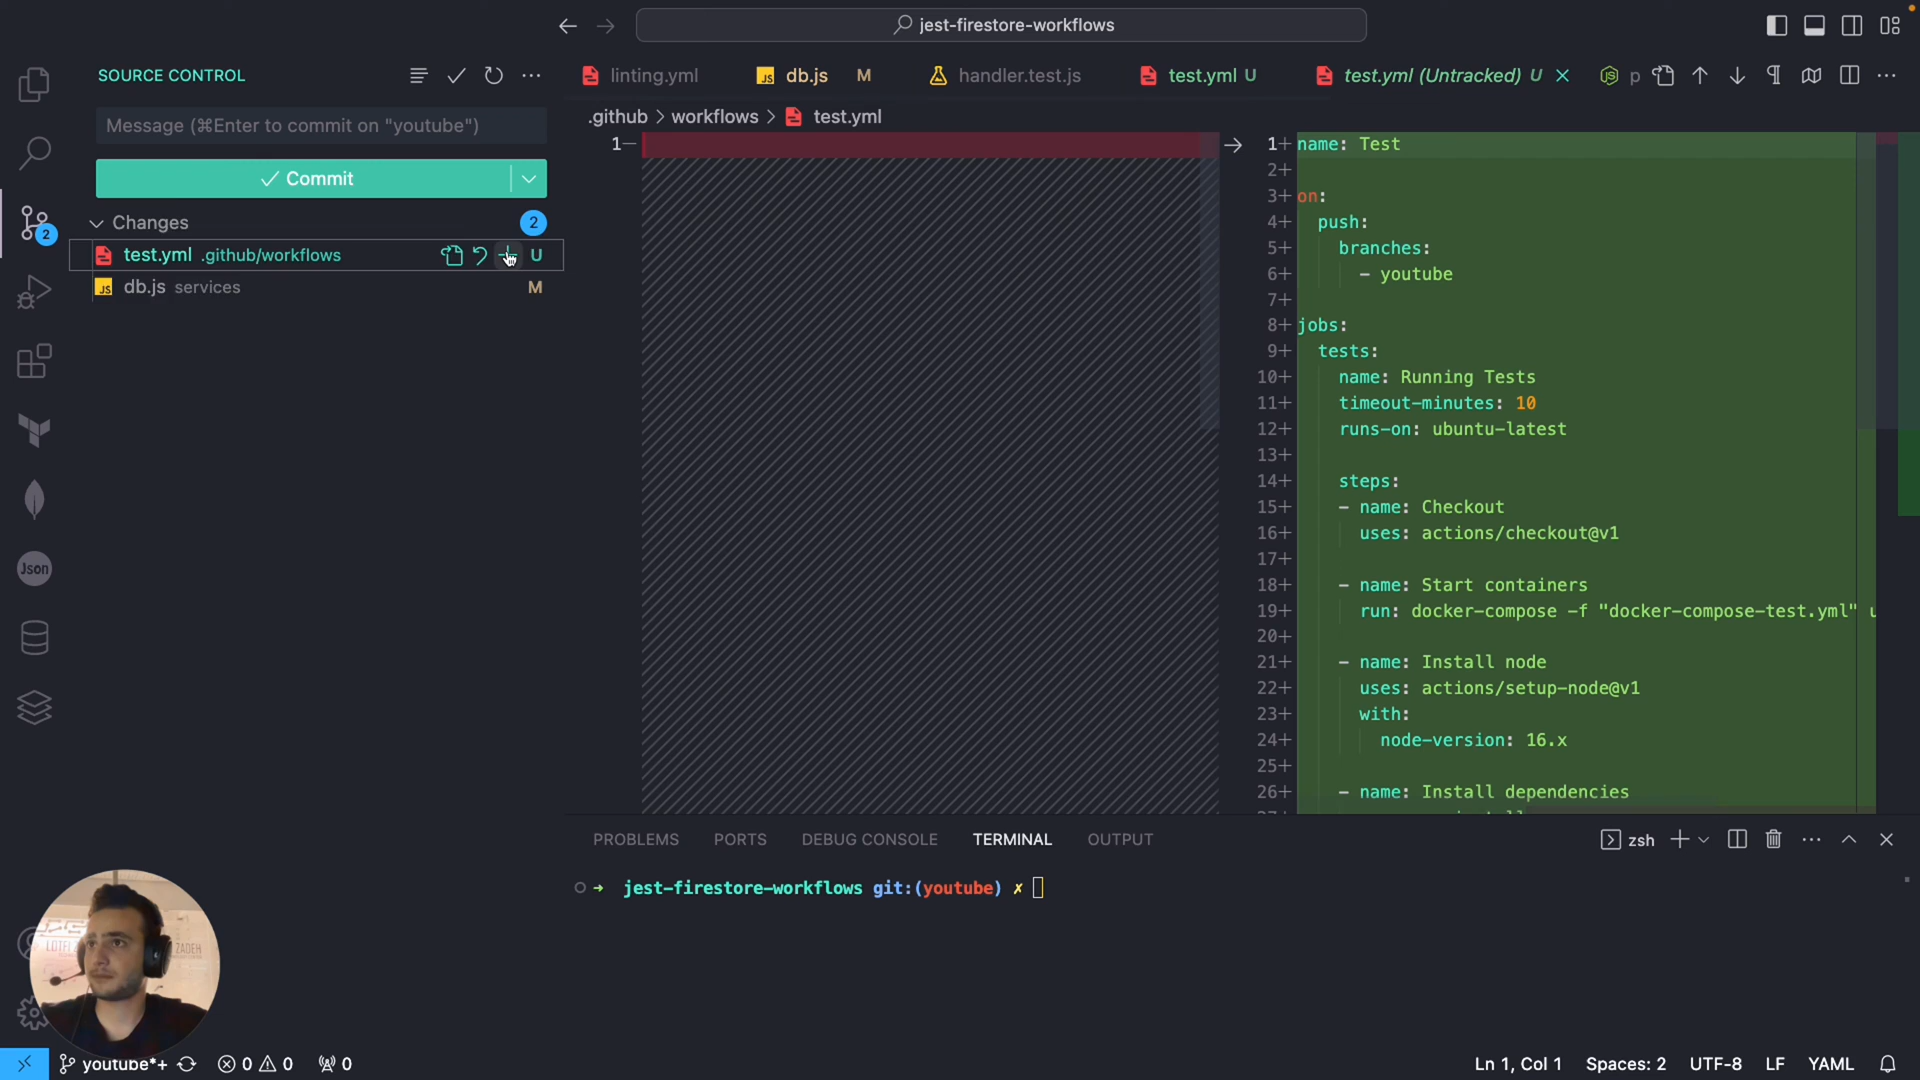 jest-firestore-workflows
SOURCE CONTROL
linting.yml
JS db.js M
handler.test.js
test.yml U
test.yml (Untracked) U
p
Message (⌘Enter to commit on "youtube")
.github > workflows > test.yml
Commit
Changes 2
test.yml .github/workflows U
JS db.js services M
2
Json
1—
1+ name: Test
2+
3+ on:
4+ push:
5+ branches:
6+ - youtube
7+
8+ jobs:
9+ tests:
10+ name: Running Tests
11+ timeout-minutes: 10
12+ runs-on: ubuntu-latest
13+
14+ steps:
15+ - name: Checkout
16+ uses: actions/checkout@v1
17+
18+ - name: Start containers
19+ run: docker-compose -f "docker-compose-test.yml" u
20+
21+ - name: Install node
22+ uses: actions/setup-node@v1
23+ with:
24+ node-version: 16.x
25+
26+ - name: Install dependencies
PROBLEMS PORTS DEBUG CONSOLE TERMINAL OUTPUT
zsh
→ jest-firestore-workflows git:(youtube) ✗
LOTFI ZADEH
youtube*+ 0 0 0
Ln 1, Col 1 Spaces: 2 UTF-8 LF YAML